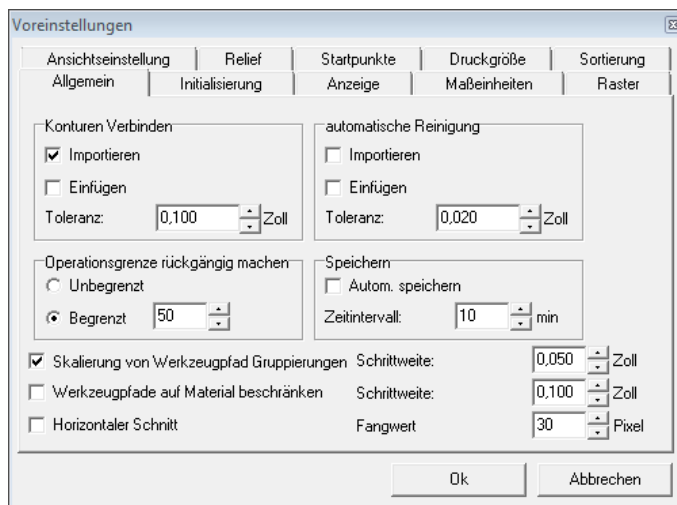 Voreinstellungen
Ansichtseinstellung Relief Startpunkte Druckgröße Sortierung
Allgemein Initialisierung Anzeige Maßeinheiten Raster
Konturen Verbinden automatische Reinigung
Importieren Importieren
Einfügen Einfügen
Toleranz: 0,100 Zoll Toleranz: 0,020 Zoll
Operationsgrenze rückgängig machen Speichern
Unbegrenzt Autom. speichern
Begrenzt 50 Zeitintervall: 10 min
Skalierung von Werkzeugpfad Gruppierungen Schrittweite: 0,050 Zoll
Werkzeugpfade auf Material beschränken Schrittweite: 0,100 Zoll
Horizontaler Schnitt Fangwert 30 Pixel
Ok Abbrechen